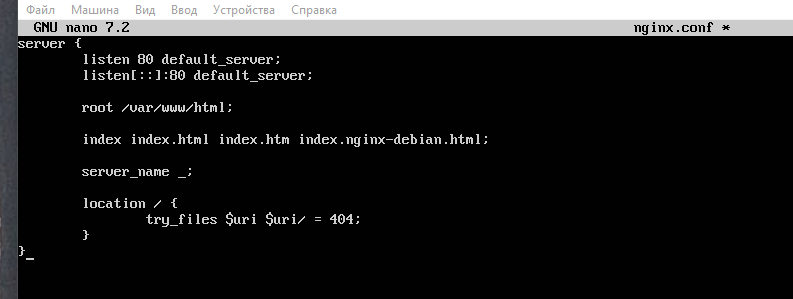 Файл Машина Вид Ввод Устройства Справка
GNU nano 7.2 nginx.conf *
server {
listen 80 default_server;
listen[::]:80 default_server;
root /var/www/html;
index index.html index.htm index.nginx-debian.html;
server_name _;
location / {
try_files $uri $uri/ = 404;
}
}_